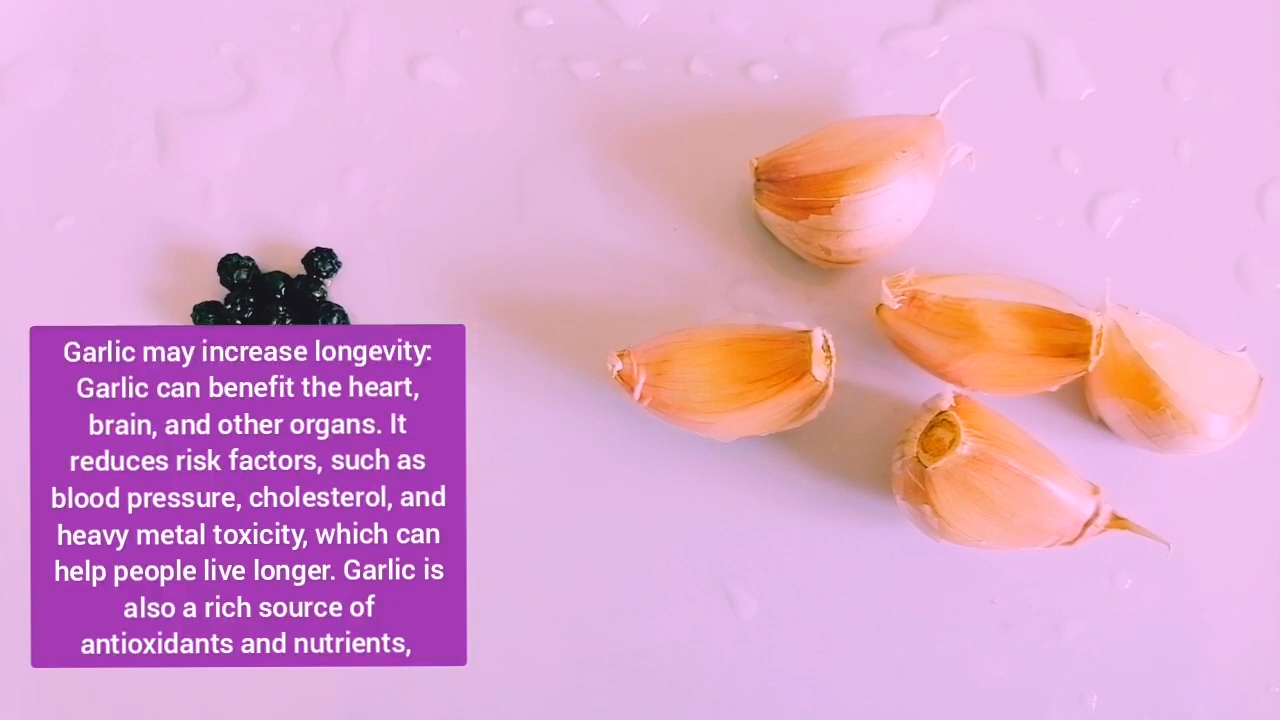 Garlic may increase longevity:
Garlic can benefit the heart,
brain, and other organs. It
reduces risk factors, such as
blood pressure, cholesterol, and
heavy metal toxicity, which can
help people live longer. Garlic is
also a rich source of
antioxidants and nutrients,